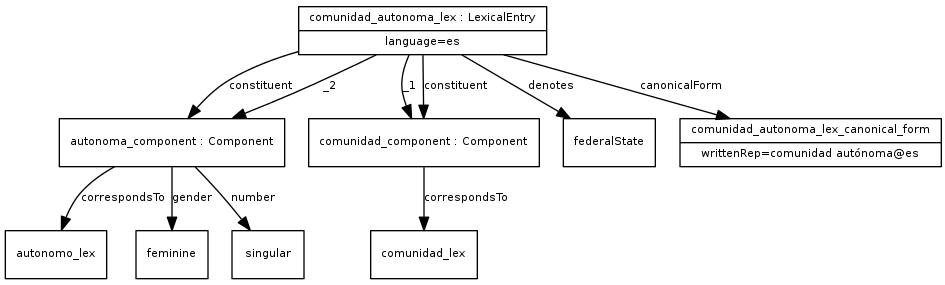 comunidad_autonoma_lex : LexicalEntry
language=es
constituent
_2
_1
constituent
denotes
canonicalForm
autonoma_component : Component
comunidad_component : Component
federalState
comunidad_autonoma_lex_canonical_form
writtenRep=comunidad autónoma@es
correspondsTo
gender
number
correspondsTo
autonomo_lex
feminine
singular
comunidad_lex